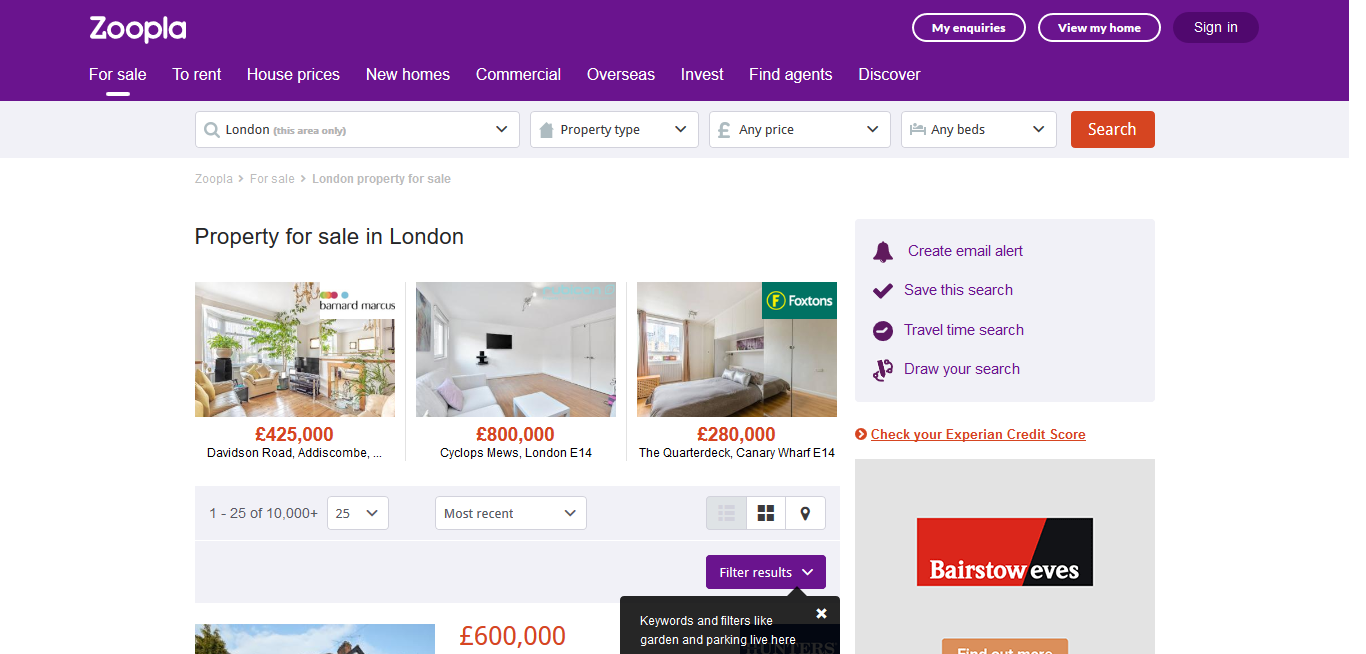 Zoopla
My enquiries
View my home
Sign in
For sale
To rent
House prices
New homes
Commercial
Overseas
Invest
Find agents
Discover
London (this area only)
Property type
Any price
Any beds
Search
Zoopla > For sale > London property for sale
Property for sale in London
barnard marcus
Foxtons
£425,000
Davidson Road, Addiscombe, ...
£800,000
Cyclops Mews, London E14
£280,000
The Quarterdeck, Canary Wharf E14
Create email alert
Save this search
Travel time search
Draw your search
Check your Experian Credit Score
1 - 25 of 10,000+
25
Most recent
Filter results
Keywords and filters like
garden and parking live here
£600,000
HUNTERS
Bairstow eves
Find out more